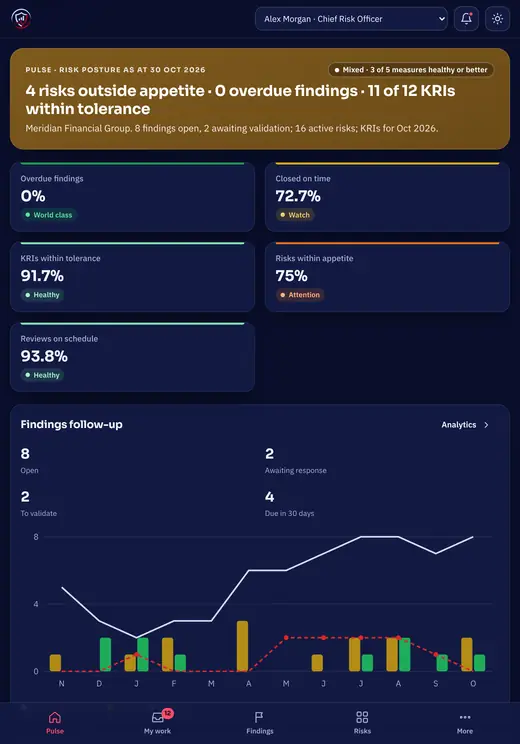 Alex Morgan · Chief Risk Officer
PULSE · RISK POSTURE AS AT 30 OCT 2026
Mixed · 3 of 5 measures healthy or better
4 risks outside appetite · 0 overdue findings · 11 of 12 KRIs
within tolerance
Meridian Financial Group. 8 findings open, 2 awaiting validation; 16 active risks; KRIs for Oct 2026.
Overdue findings
0%
World class
Closed on time
72.7%
Watch
KRIs within tolerance
91.7%
Healthy
Risks within appetite
75%
Attention
Reviews on schedule
93.8%
Healthy
Findings follow-up
Analytics
8
Open
2
Awaiting response
2
To validate
4
Due in 30 days
8
4
0
N D J F M A M J J A S O
12
Pulse
My work
Findings
Risks
More